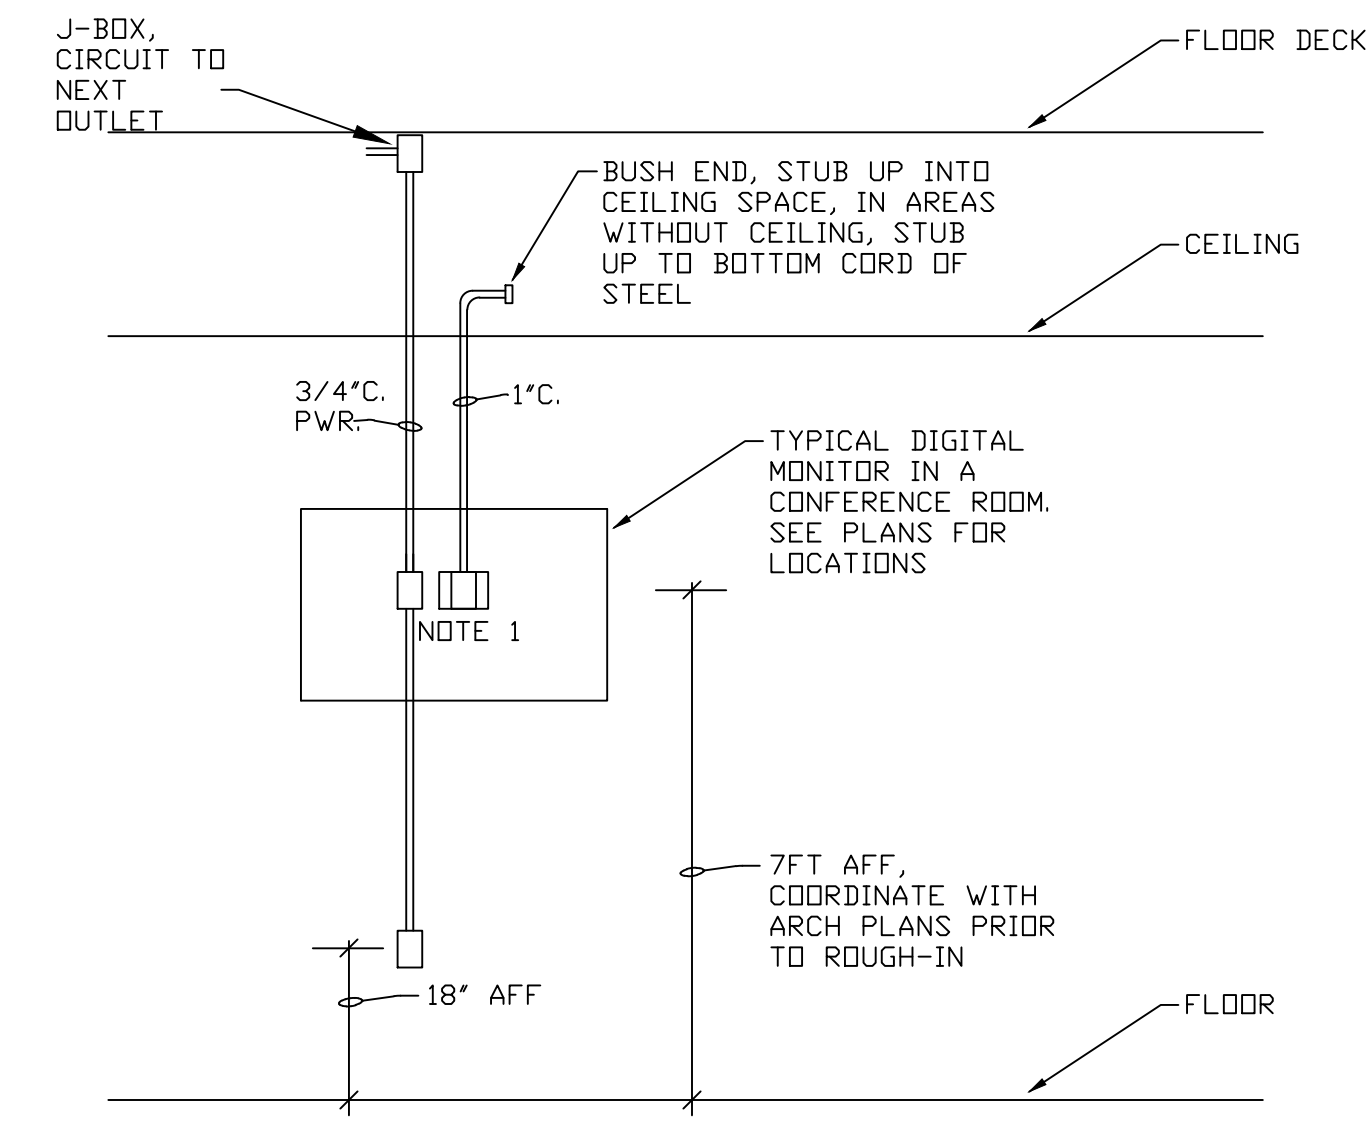 J-BOX,
CIRCUIT TO
NEXT
OUTLET
FLOOR DECK
BUSH END, STUB UP INTO
CEILING SPACE, IN AREAS
WITHOUT CEILING, STUB
UP TO BOTTOM CORD OF
STEEL
CEILING
3/4"C.
PWR.
1"C.
TYPICAL DIGITAL
MONITOR IN A
CONFERENCE ROOM.
SEE PLANS FOR
LOCATIONS
NOTE 1
7FT AFF,
COORDINATE WITH
ARCH PLANS PRIOR
TO ROUGH-IN
18" AFF
FLOOR